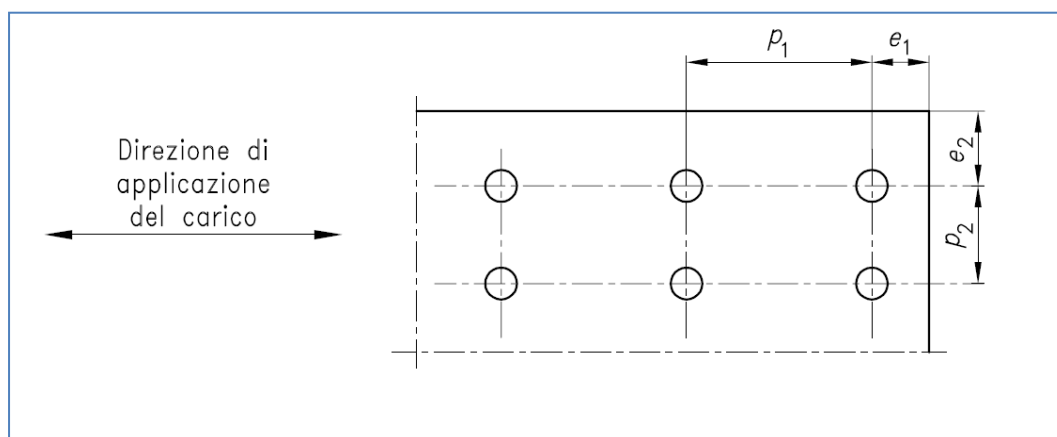 p₁
e₁
Direzione di
applicazione
del carico
e₂
p₂